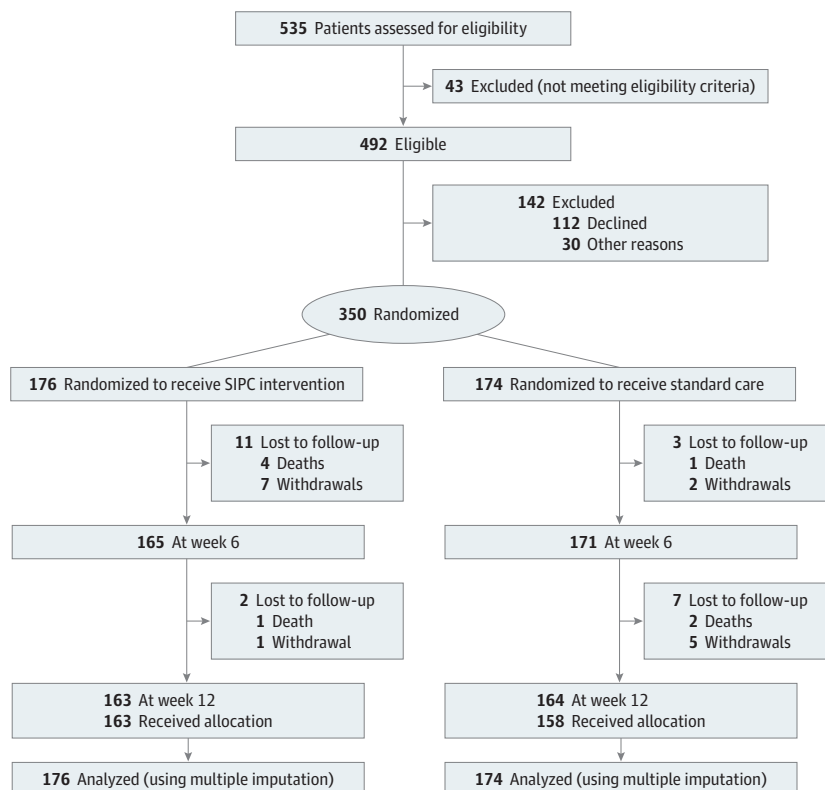 535 Patients assessed for eligibility
43 Excluded (not meeting eligibility criteria)
492 Eligible
142 Excluded
112 Declined
30 Other reasons
350 Randomized
176 Randomized to receive SIPC intervention
11 Lost to follow-up
4 Deaths
7 Withdrawals
165 At week 6
2 Lost to follow-up
1 Death
1 Withdrawal
163 At week 12
163 Received allocation
176 Analyzed (using multiple imputation)
174 Randomized to receive standard care
3 Lost to follow-up
1 Death
2 Withdrawals
171 At week 6
7 Lost to follow-up
2 Deaths
5 Withdrawals
164 At week 12
158 Received allocation
174 Analyzed (using multiple imputation)